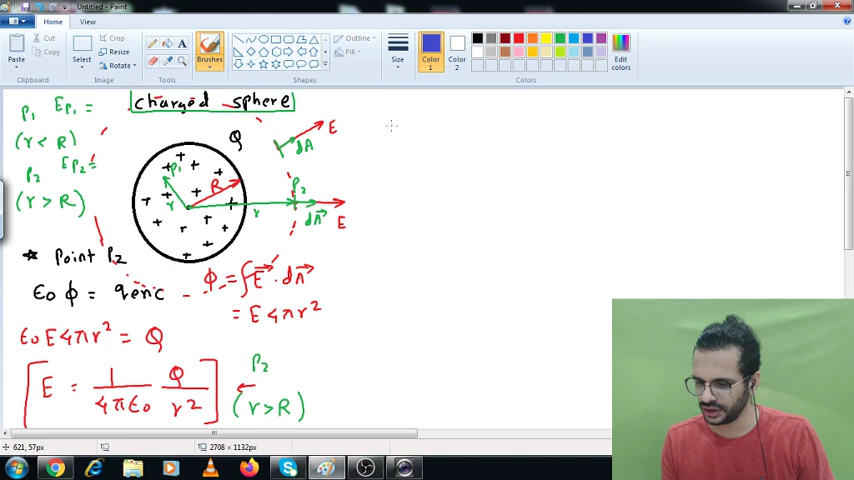 Untitled - Paint
Home
View
Paste
Cut
Copy
Clipboard
Select
Crop
Resize
Rotate
Image
Tools
Brushes
Shapes
Outline
Fill
Size
Color 1
Color 2
Colors
Edit colors
charged sphere
P1 EP1 =
(r < R)
P2 EP2 =
(r > R)
Q
E
dA
P1
R
r
P2
r
dA
E
* Point P2
ε0 ϕ = qenc
ϕ = ∫ E · dA
= E 4πr2
ε0 E 4πr2 = Q
E = 1 Q
4πε0 r2
P2
(r > R)
621, 57px
2708 × 1132px